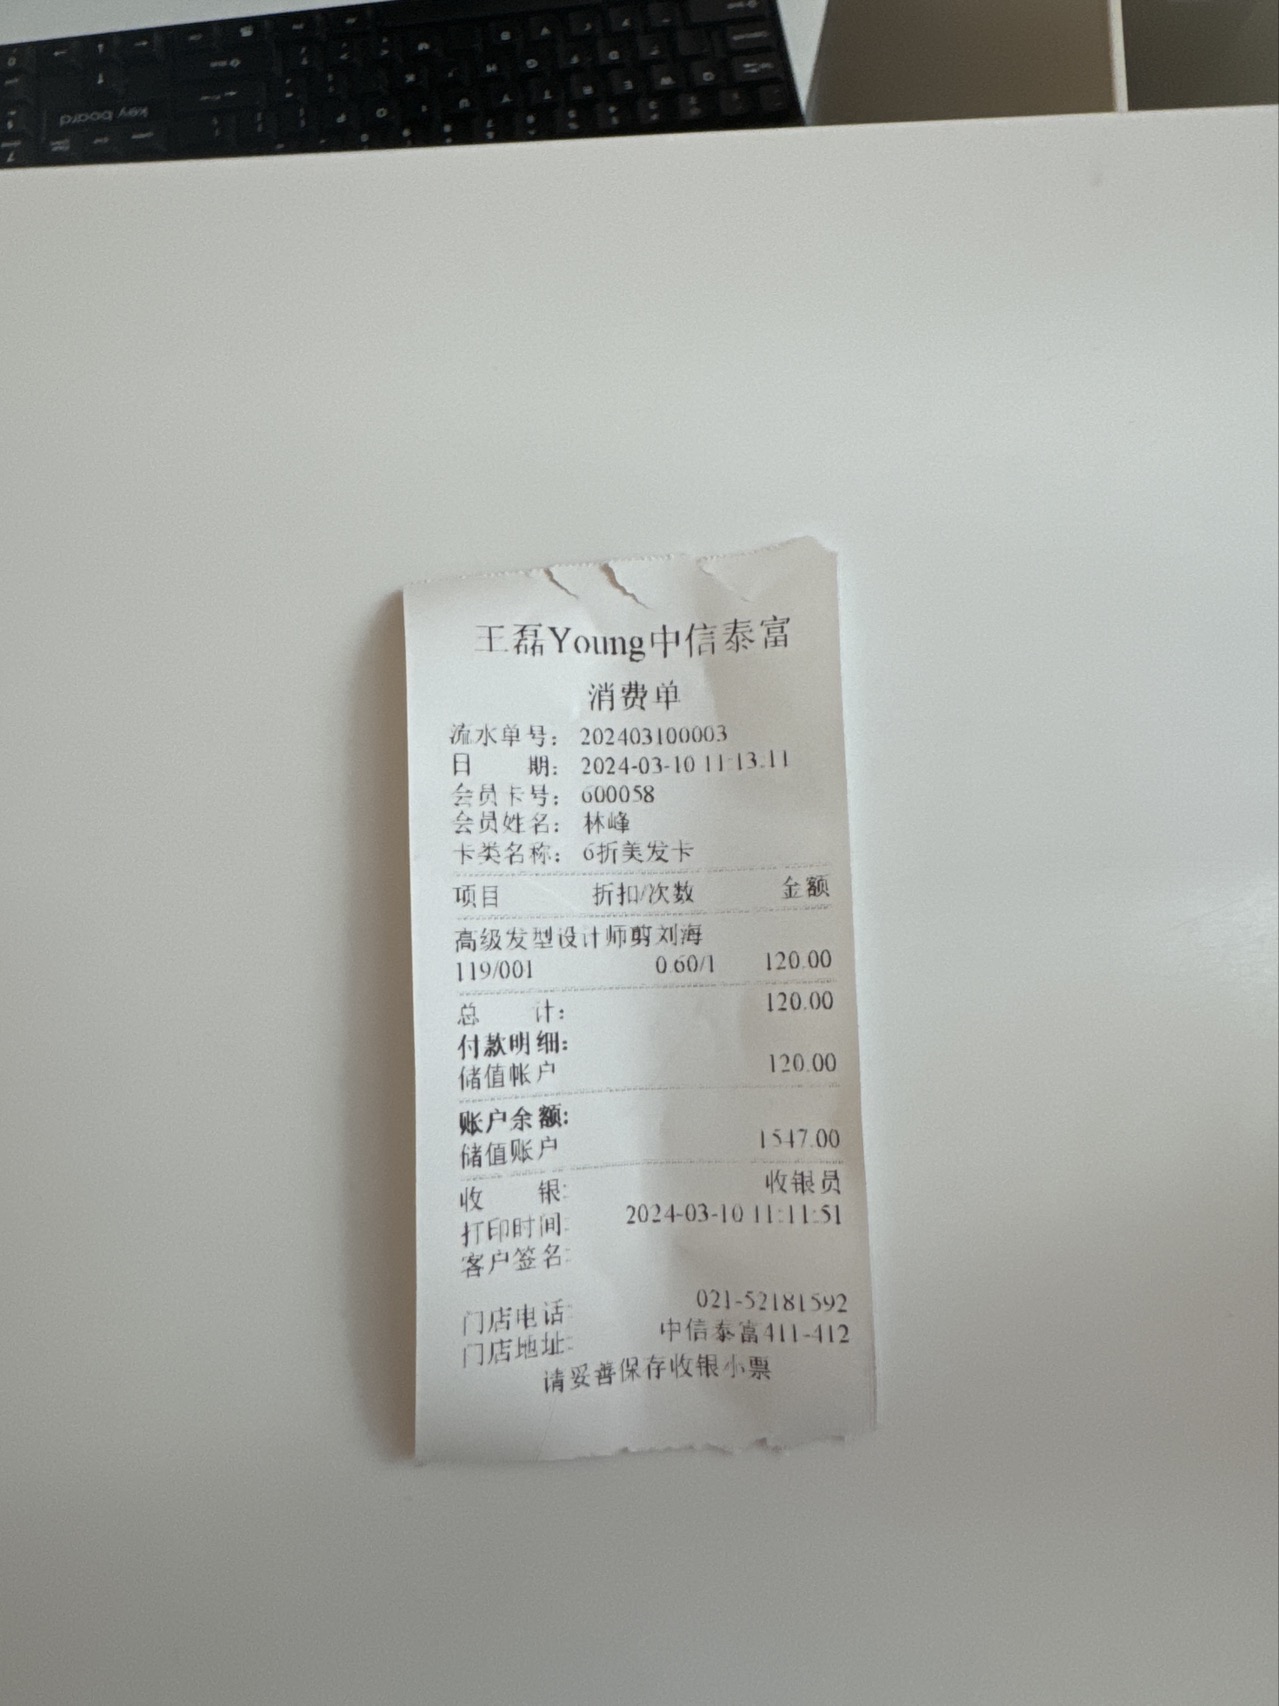 key board
王磊Young中信泰富
消费单
流水单号： 202403100003
日 期： 2024-03-10 11:13:11
会员卡号： 600058
会员姓名： 林峰
卡类名称： 6折美发卡
项目 折扣/次数 金额
高级发型设计师剪刘海
119/001 0.60/1 120.00
总 计： 120.00
付款明细:
储值帐户 120.00
账户余额:
储值账户 1547.00
收 银: 收银员
打印时间: 2024-03-10 11:11:51
客户签名:
门店电话: 021-52181592
门店地址: 中信泰富411-412
请妥善保存收银小票